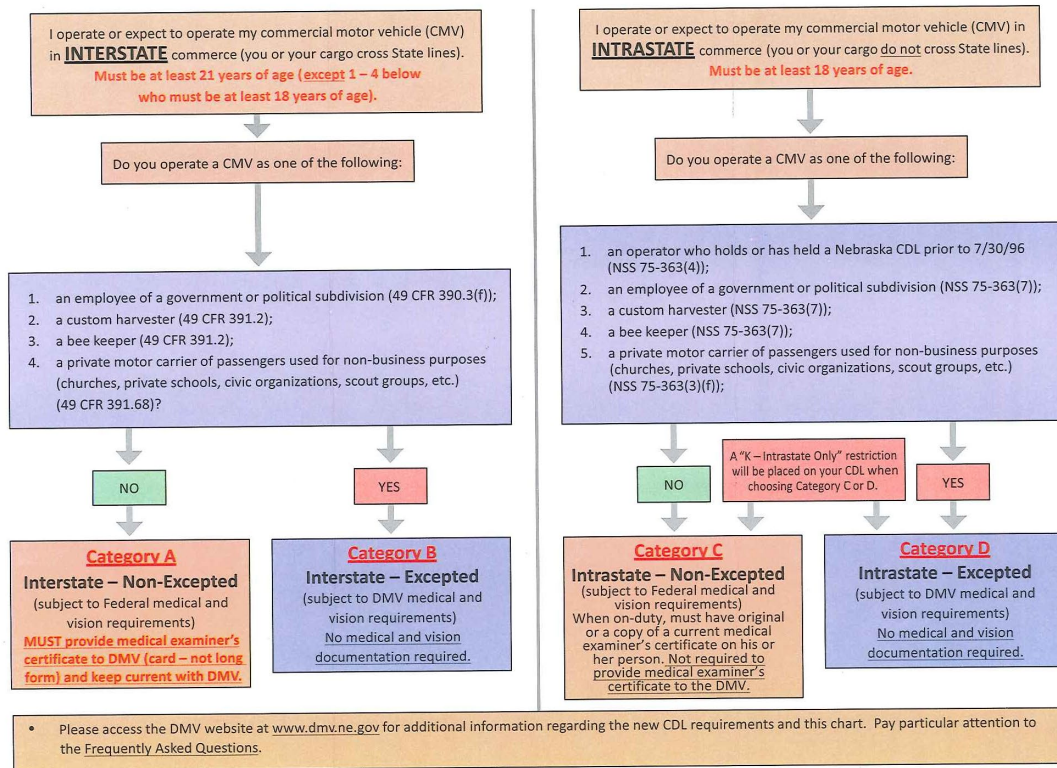 I operate or expect to operate my commercial motor vehicle (CMV)
in INTERSTATE commerce (you or your cargo cross State lines).
Must be at least 21 years of age (except 1 – 4 below
who must be at least 18 years of age).
Do you operate a CMV as one of the following:
1. an employee of a government or political subdivision (49 CFR 390.3(f));
2. a custom harvester (49 CFR 391.2);
3. a bee keeper (49 CFR 391.2);
4. a private motor carrier of passengers used for non-business purposes
(churches, private schools, civic organizations, scout groups, etc.)
(49 CFR 391.68)?
NO
YES
Category A
Interstate – Non-Excepted
(subject to Federal medical and
vision requirements)
MUST provide medical examiner's
certificate to DMV (card – not long
form) and keep current with DMV.
Category B
Interstate – Excepted
(subject to DMV medical and
vision requirements)
No medical and vision
documentation required.
I operate or expect to operate my commercial motor vehicle (CMV) in
INTRASTATE commerce (you or your cargo do not cross State lines).
Must be at least 18 years of age.
Do you operate a CMV as one of the following:
1. an operator who holds or has held a Nebraska CDL prior to 7/30/96
(NSS 75-363(4));
2. an employee of a government or political subdivision (NSS 75-363(7));
3. a custom harvester (NSS 75-363(7));
4. a bee keeper (NSS 75-363(7));
5. a private motor carrier of passengers used for non-business purposes
(churches, private schools, civic organizations, scout groups, etc.)
(NSS 75-363(3)(f));
NO
A "K – Intrastate Only" restriction
will be placed on your CDL when
choosing Category C or D.
YES
Category C
Intrastate – Non-Excepted
(subject to Federal medical and
vision requirements)
When on-duty, must have original
or a copy of a current medical
examiner's certificate on his or
her person. Not required to
provide medical examiner's
certificate to the DMV.
Category D
Intrastate – Excepted
(subject to DMV medical and
vision requirements)
No medical and vision
documentation required.
• Please access the DMV website at www.dmv.ne.gov for additional information regarding the new CDL requirements and this chart. Pay particular attention to
the Frequently Asked Questions.